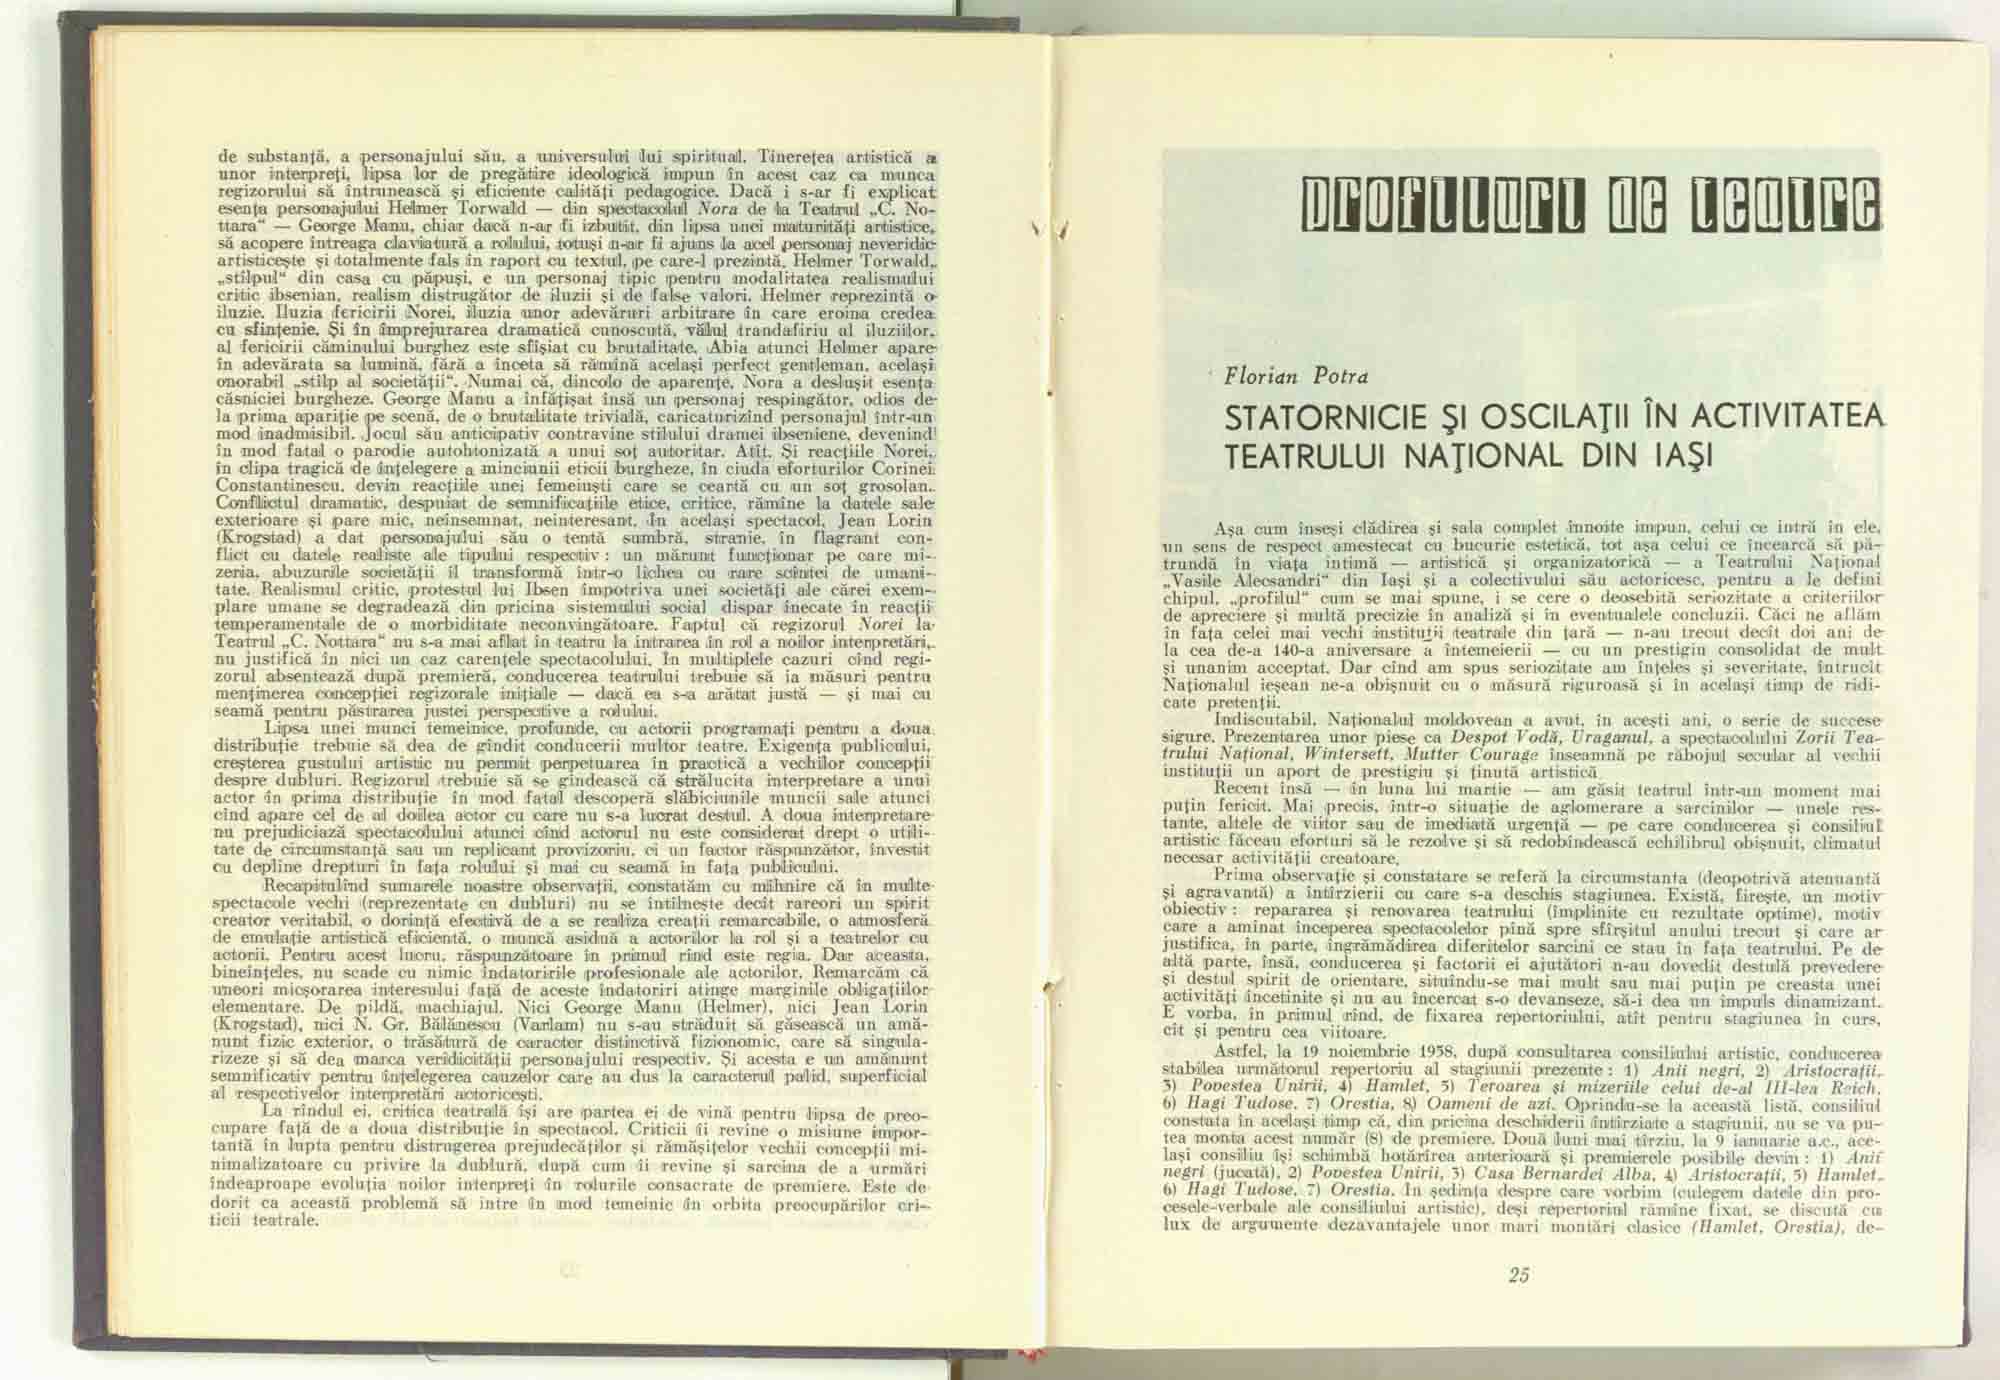 de substanță, a personajului său, a universului lui spiritual. Tinerețea artistică a
unor interpreți, lipsa lor de pregătire ideologică impun în acest caz ca munca
regizorului să întrunească și eficiente calități pedagogice. Dacă i s-ar fi explicat
esența personajului Helmer Torwald — din spectacolul Nora de la Teatrul „C. No-
ttara“ — George Manu, chiar dacă n-ar fi izbutit, din lipsa unei maturități artistice,
să acopere întreaga claviatură a rolului, totuși n-ar fi ajuns la acel personaj neveridic
artisticește și totalmente fals în raport cu textul, pe care-l prezintă. Helmer Torwald,
„stîlpul“ din casa cu păpuși, e un personaj tipic pentru modalitatea realismului
critic ibsenian, realism distrugător de iluzii și de false valori. Helmer reprezintă o
iluzie. Iluzia fericirii Norei, iluzia unor adevăruri arbitrare în care eroina credea
cu sfințenie. Și în împrejurarea dramatică cunoscută, vălul trandafiriu al iluziilor,
al fericirii căminului burghez este sfîșiat cu brutalitate. Abia atunci Helmer apare
în adevărata sa lumină, fără a înceta să rămînă același perfect gentleman, același
onorabil „stîlp al societății“. Numai că, dincolo de aparențe, Nora a deslușit esența
căsniciei burgheze. George Manu a înfățișat însă un personaj respingător, odios de
la prima apariție pe scenă, de o brutalitate trivială, caricaturizînd personajul într-un
mod inadmisibil. Jocul său anticipativ contravine stilului dramei ibseniene, devenind
în mod fatal o parodie autohtonizată a unui soț autoritar. Atît. Și reacțiile Norei,
în clipa tragică de înțelegere a minciunii eticii burgheze, în ciuda eforturilor Corinei
Constantinescu, devin reacțiile unei femeiuști care se ceartă cu un soț grosolan.
Conflictul dramatic, despuiat de semnificațiile etice, critice, rămîne la datele sale
exterioare și pare mic, neînsemnat, neinteresant. În același spectacol, Jean Lorin
(Krogstad) a dat personajului său o tentă sumbră, stranie, în flagrant con-
flict cu datele realiste ale tipului respectiv : un mărunt funcționar pe care mi-
zeria, abuzurile societății îl transformă într-o lichea cu rare scîntei de umani-
tate. Realismul critic, protestul lui Ibsen împotriva unei societăți ale cărei exem-
plare umane se degradează din pricina sistemului social dispar înecate în reacții
temperamentale de o morbiditate neconvingătoare. Faptul că regizorul Norei la
Teatrul „C. Nottara“ nu s-a mai aflat în teatru la intrarea în rol a noilor interpretări,
nu justifică în nici un caz carențele spectacolului. În multiplele cazuri cînd regi-
zorul absentează după premieră, conducerea teatrului trebuie să ia măsuri pentru
menținerea concepției regizorale inițiale — dacă ea s-a arătat justă — și mai cu
seamă pentru păstrarea justei perspective a rolului.
Lipsa unei munci temeinice, profunde, cu actorii programați pentru a doua
distribuție trebuie să dea de gîndit conducerii multor teatre. Exigența publicului,
creșterea gustului artistic nu permit perpetuarea în practică a vechilor concepții
despre dubluri. Regizorul trebuie să se gîndească că strălucita interpretare a unui
actor în prima distribuție în mod fatal descoperă slăbiciunile muncii sale atunci
cînd apare cel de al doilea actor cu care nu s-a lucrat destul. A doua interpretare
nu prejudiciază spectacolului atunci cînd actorul nu este considerat drept o utili-
tate de circumstanță sau un replicant provizoriu, ci un factor răspunzător, învestit
cu depline drepturi în fața rolului și mai cu seamă în fața publicului.
Recapitulînd sumarele noastre observații, constatăm cu mîhnire că în multe
spectacole vechi (reprezentate cu dubluri) nu se întîlnește decît rareori un spirit
creator veritabil, o dorință efectivă de a se realiza creații remarcabile, o atmosferă
de emulație artistică eficientă, o muncă asiduă a actorilor la rol și a teatrelor cu
actorii. Pentru acest lucru, răspunzătoare în primul rînd este regia. Dar aceasta,
bineînțeles, nu scade cu nimic îndatoririle profesionale ale actorilor. Remarcăm că
uneori micșorarea interesului față de aceste îndatoriri atinge marginile obligațiilor
elementare. De pildă, machiajul. Nici George Manu (Helmer), nici Jean Lorin
(Krogstad), nici N. Gr. Bălănescu (Varlam) nu s-au străduit să găsească un amă-
nunt fizic exterior, o trăsătură de caracter distinctivă fizionomic, care să singula-
rizeze și să dea marca veridicității personajului respectiv. Și acesta e un amănunt
semnificativ pentru înțelegerea cauzelor care au dus la caracterul palid, superficial
al respectivelor interpretări actoricești.
La rîndul ei, critica teatrală își are partea ei de vină pentru lipsa de preo-
cupare față de a doua distribuție în spectacol. Criticii îi revine o misiune impor-
tantă în lupta pentru distrugerea prejudecăților și rămășițelor vechii concepții mi-
nimalizatoare cu privire la dublură, după cum îi revine și sarcina de a urmări
îndeaproape evoluția noilor interpreți în rolurile consacrate de premiere. Este de
dorit ca această problemă să intre în mod temeinic în orbita preocupărilor cri-
ticii teatrale.
profiluri de teatre
Florian Potra
STATORNICIE ȘI OSCILAȚII ÎN ACTIVITATEA
TEATRULUI NAȚIONAL DIN IAȘI
Așa cum înseși clădirea și sala complet înnoite impun, celui ce intră în ele,
un sens de respect amestecat cu bucurie estetică, tot așa celui ce încearcă să pă-
trundă în viața intimă — artistică și organizatorică — a Teatrului Național
„Vasile Alecsandri“ din Iași și a colectivului său actoricesc, pentru a le defini
chipul, „profilul“ cum se mai spune, i se cere o deosebită seriozitate a criteriilor
de apreciere și multă precizie în analiză și în eventualele concluzii. Căci ne aflăm
în fața celei mai vechi instituții teatrale din țară — n-au trecut decît doi ani de
la cea de-a 140-a aniversare a întemeierii — cu un prestigiu consolidat de mult
și unanim acceptat. Dar cînd am spus seriozitate am înțeles și severitate, întrucît
Naționalul ieșean ne-a obișnuit cu o măsură riguroasă și în același timp de ridi-
cate pretenții.
Indiscutabil, Naționalul moldovean a avut, în acești ani, o serie de succese
sigure. Prezentarea unor piese ca Despot Vodă, Uraganul, a spectacolului Zorii Tea-
trului Național, Wintersett, Mutter Courage înseamnă pe răbojul secular al vechii
instituții un aport de prestigiu și ținută artistică.
Recent însă — în luna lui martie — am găsit teatrul într-un moment mai
puțin fericit. Mai precis, într-o situație de aglomerare a sarcinilor — unele res-
tante, altele de viitor sau de imediată urgență — pe care conducerea și consiliul
artistic făceau eforturi să le rezolve și să redobîndească echilibrul obișnuit, climatul
necesar activității creatoare.
Prima observație și constatare se referă la circumstanța (deopotrivă atenuantă
și agravantă) a întîrzierii cu care s-a deschis stagiunea. Există, firește, un motiv
obiectiv : repararea și renovarea teatrului (împlinite cu rezultate optime), motiv
care a amînat începerea spectacolelor pînă spre sfîrșitul anului trecut și care ar
justifica, în parte, îngrămădirea diferitelor sarcini ce stau în fața teatrului. Pe de
altă parte, însă, conducerea și factorii ei ajutători n-au dovedit destulă prevedere
și destul spirit de orientare, situîndu-se mai mult sau mai puțin pe creasta unei
activități încetinite și nu au încercat s-o devanseze, să-i dea un impuls dinamizant.
E vorba, în primul rînd, de fixarea repertoriului, atît pentru stagiunea în curs,
cît și pentru cea viitoare.
Astfel, la 19 noiembrie 1958, după consultarea consiliului artistic, conducerea
stabilea următorul repertoriu al stagiunii prezente : 1) Anii negri, 2) Aristocrații,
3) Povestea Unirii, 4) Hamlet, 5) Teroarea și mizeriile celui de-al III-lea Reich,
6) Hagi Tudose, 7) Orestia, 8) Oameni de azi. Oprindu-se la această listă, consiliul
constata în același timp că, din pricina deschiderii întîrziate a stagiunii, nu se va pu-
tea monta acest număr (8) de premiere. Două luni mai tîrziu, la 9 ianuarie a.c., ace-
lași consiliu își schimbă hotărîrea anterioară și premierele posibile devin : 1) Anii
negri (jucată), 2) Povestea Unirii, 3) Casa Bernardei Alba, 4) Aristocrații, 5) Hamlet,
6) Hagi Tudose, 7) Orestia. În ședința despre care vorbim (culegem datele din pro-
cesele-verbale ale consiliului artistic), deși repertoriul rămîne fixat, se discută cu
lux de argumente dezavantajele unor mari montări clasice (Hamlet, Orestia), de-
25